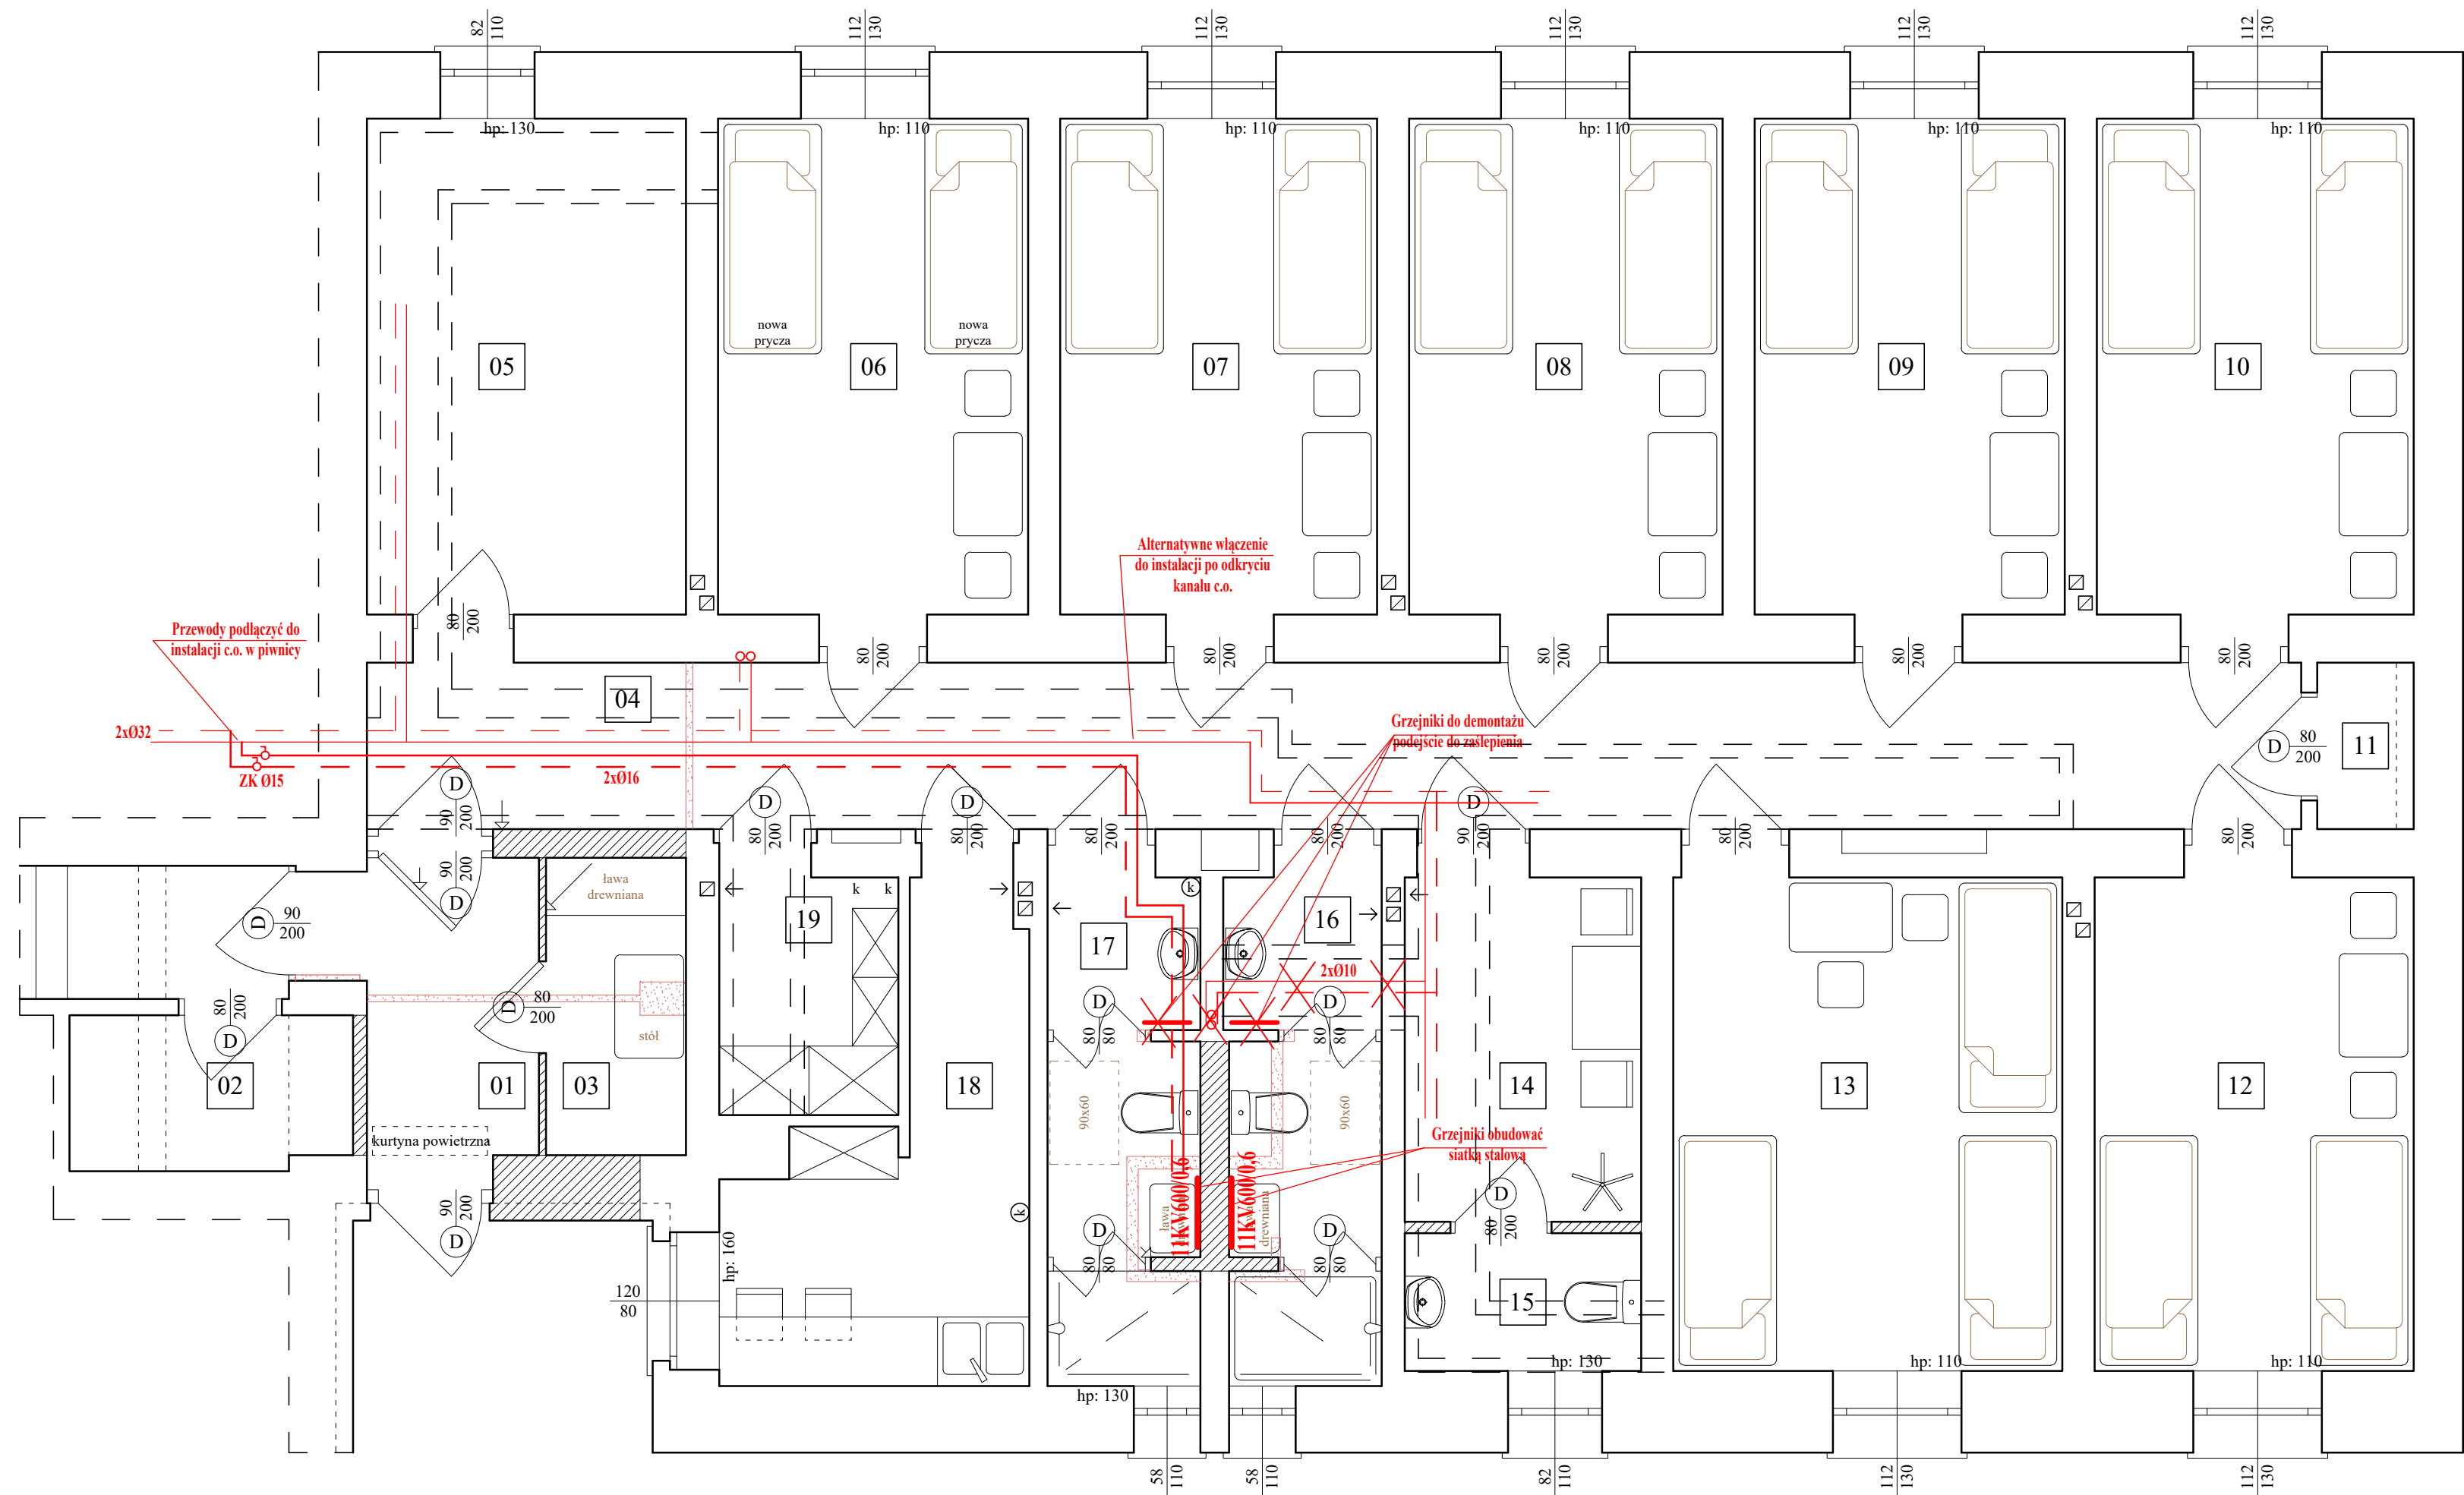 82
110
112
130
112
130
112
130
112
130
112
130
hp: 130
hp: 110
hp: 110
hp: 110
hp: 110
hp: 110
nowa
prycza
nowa
prycza
05
06
07
08
09
10
Alternatywne włączenie
do instalacji po odkryciu
kanału c.o.
Przewody podłączyć do
instalacji c.o. w piwnicy
80
200
80
200
80
200
80
200
80
200
80
200
04
2xØ32
ZK Ø15
2xØ16
Grzejniki do demontażu
podejście do zaślepienia
D
80
200
11
D
90
200
D
80
200
D
80
200
80
200
80
200
D
90
200
80
200
80
200
90
200
D
ława
drewniana
k
k
k
D
90
200
19
17
16
2xØ10
D
80
200
stół
D
80
80
D
80
80
80
200
D
02
01
03
18
14
13
12
90x60
90x60
kurtyna powietrzna
Grzejniki obudować
siatką stalową
11KV600/0,6
11KV600/0,6
ława
drewniana
D
80
200
90
200
D
k
D
80
80
D
80
80
hp: 160
120
80
15
hp: 130
hp: 130
hp: 110
hp: 110
58
110
58
110
82
110
112
130
112
130